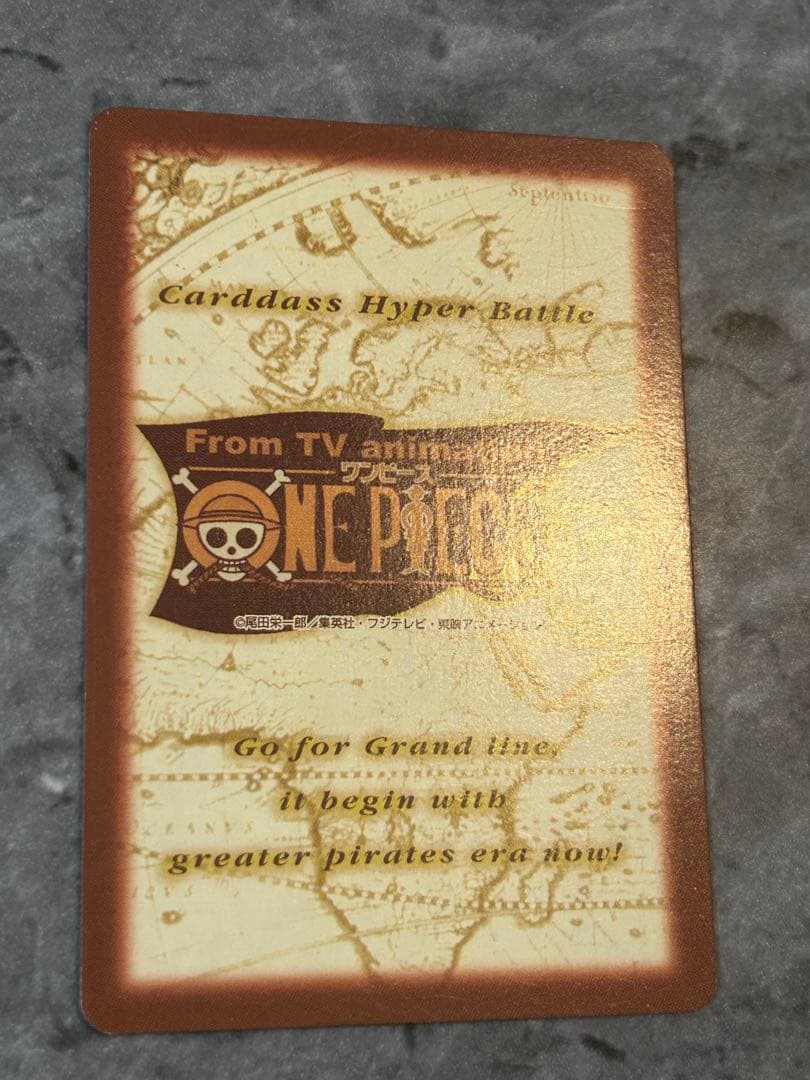 Septentrio
Carddass Hyper Battle
From TV animation
ワンピース
ONE PIECE
©尾田栄一郎／集英社・フジテレビ・東映アニメーション
Go for Grand line,
it begin with
greater pirates era now!